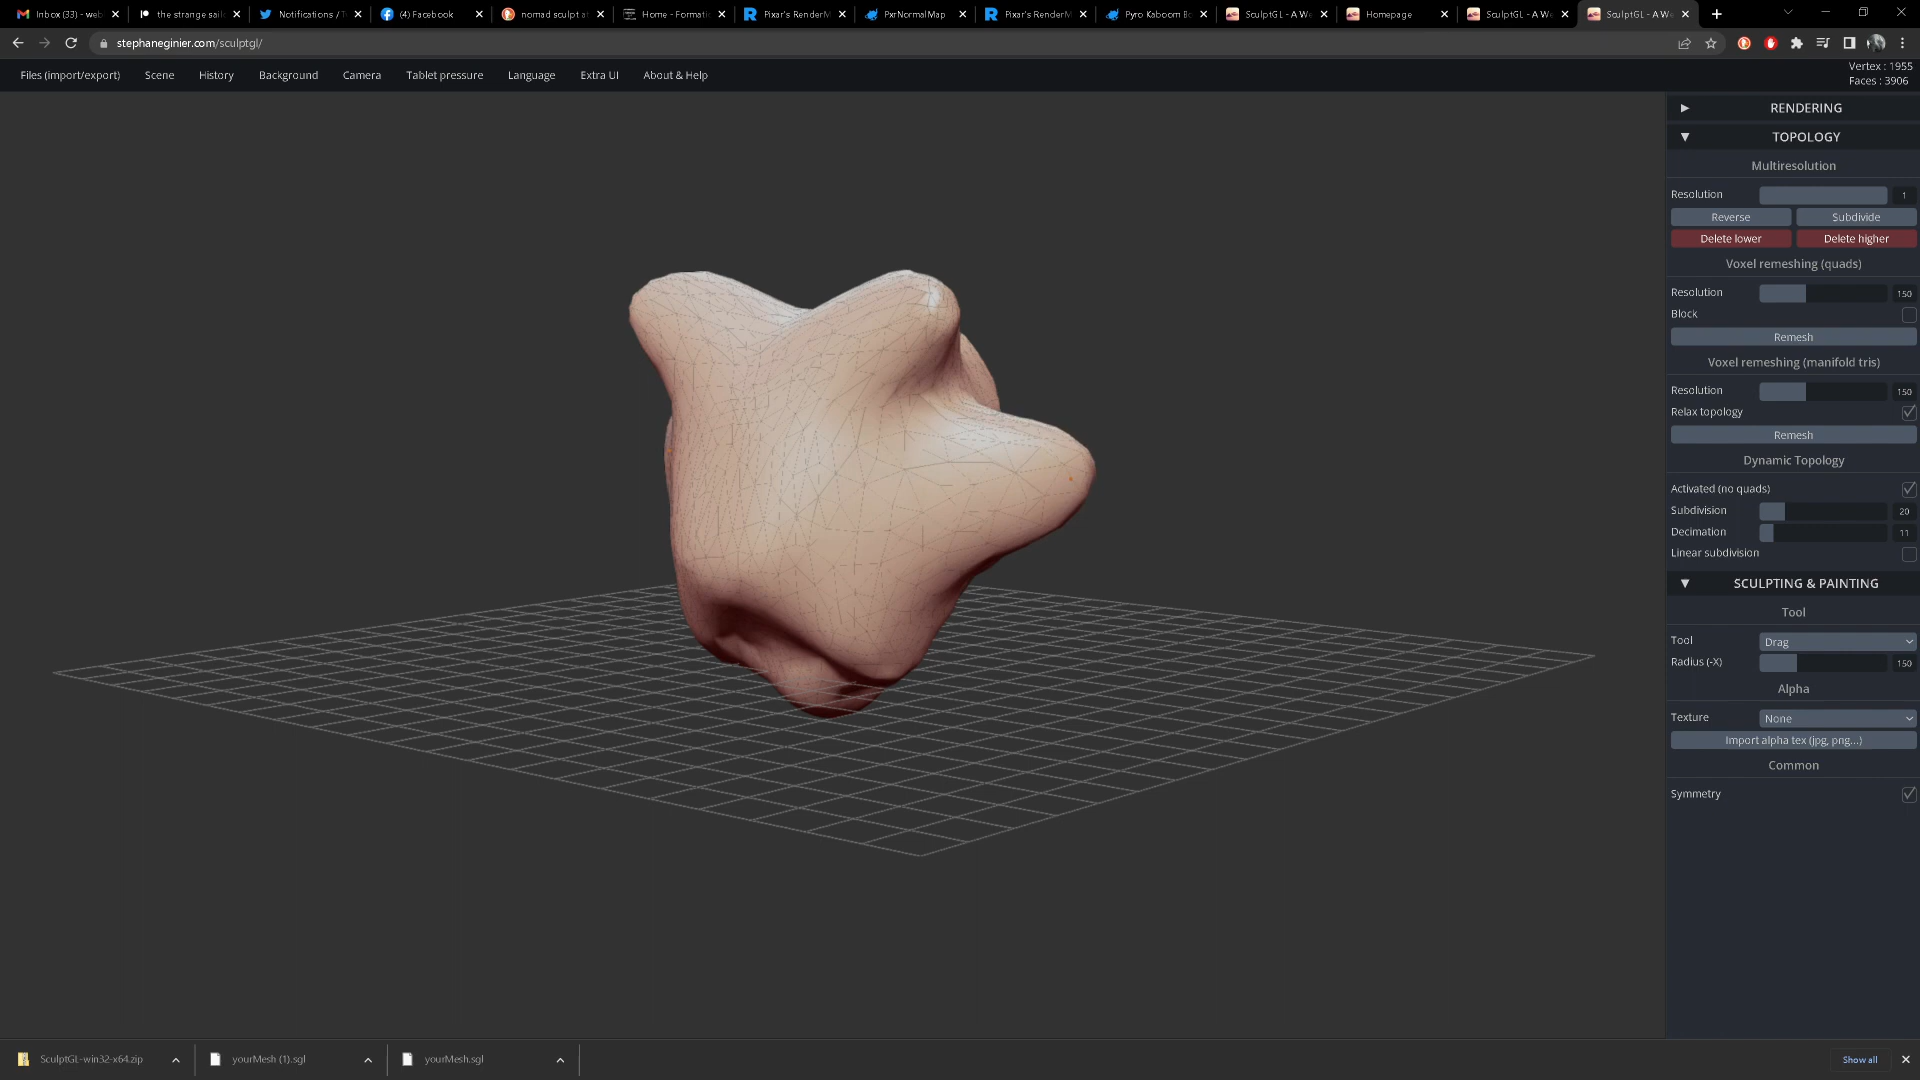 Inbox (33) - web
the strange sail
Notifications / T
(4) Facebook
nomad sculpt a
Home - Formati
Pixar's RenderM
PxrNormalMap
Pixar's RenderM
Pyro Kaboom Bo
SculptGL - A We
Homepage
SculptGL - A We
SculptGL - A We
stephaneginier.com/sculptgl/
Files (import/export) Scene History Background Camera Tablet pressure Language Extra UI About & Help
Vertex : 1955
Faces : 3906
RENDERING
TOPOLOGY
Multiresolution
Resolution 1
Reverse Subdivide
Delete lower Delete higher
Voxel remeshing (quads)
Resolution 150
Block
Remesh
Voxel remeshing (manifold tris)
Resolution 150
Relax topology
Remesh
Dynamic Topology
Activated (no quads)
Subdivision 20
Decimation 11
Linear subdivision
SCULPTING & PAINTING
Tool
Tool Drag
Radius (-X) 150
Alpha
Texture None
Import alpha tex (jpg, png...)
Common
Symmetry
SculptGL-win32-x64.zip
yourMesh (1).sgl
yourMesh.sgl
Show all